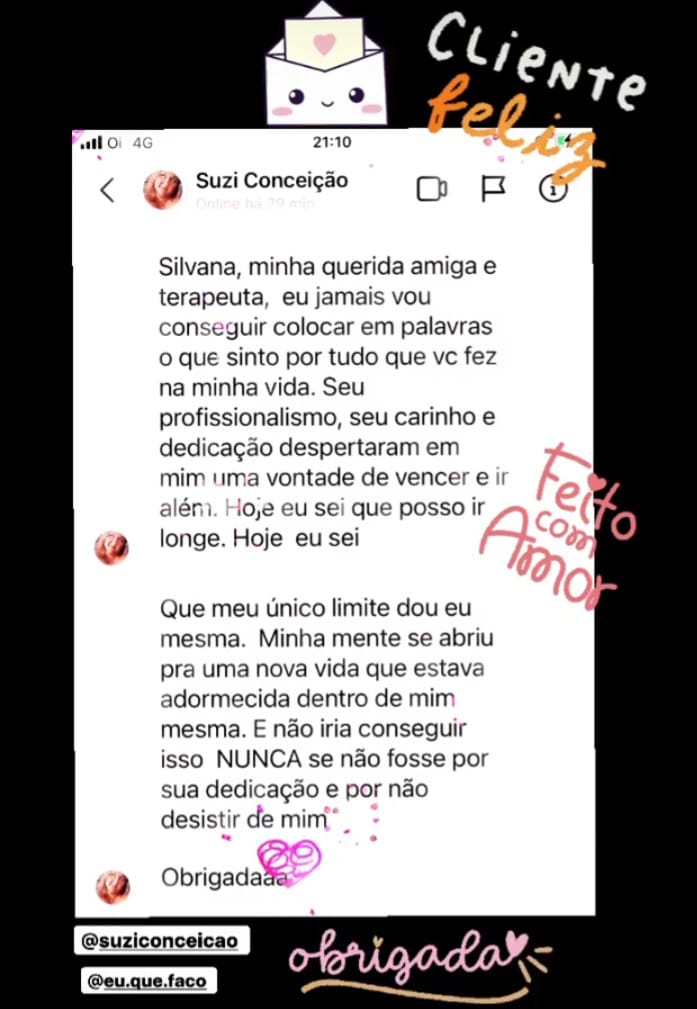 CLIENTE
feliz
Oi 4G
21:10
Suzi Conceição
Online há 29 min
Silvana, minha querida amiga e
terapeuta, eu jamais vou
conseguir colocar em palavras
o que sinto por tudo que vc fez
na minha vida. Seu
profissionalismo, seu carinho e
dedicação despertaram em
mim uma vontade de vencer e ir
além. Hoje eu sei que posso ir
longe. Hoje eu sei
Feito
com
Amor
Que meu único limite dou eu
mesma. Minha mente se abriu
pra uma nova vida que estava
adormecida dentro de mim
mesma. E não iria conseguir
isso NUNCA se não fosse por
sua dedicação e por não
desistir de mim
Obrigadaaa
@suziconceicao
@eu.que.faco
obrigada